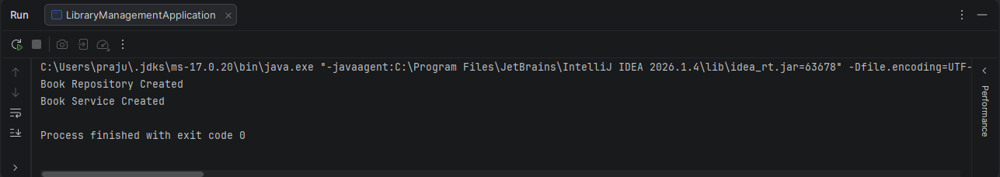 Run
LibraryManagementApplication
C:\Users\praju\.jdks\ms-17.0.20\bin\java.exe "-javaagent:C:\Program Files\JetBrains\IntelliJ IDEA 2026.1.4\lib\idea_rt.jar=63678" -Dfile.encoding=UTF-
Book Repository Created
Book Service Created
Process finished with exit code 0
Performance